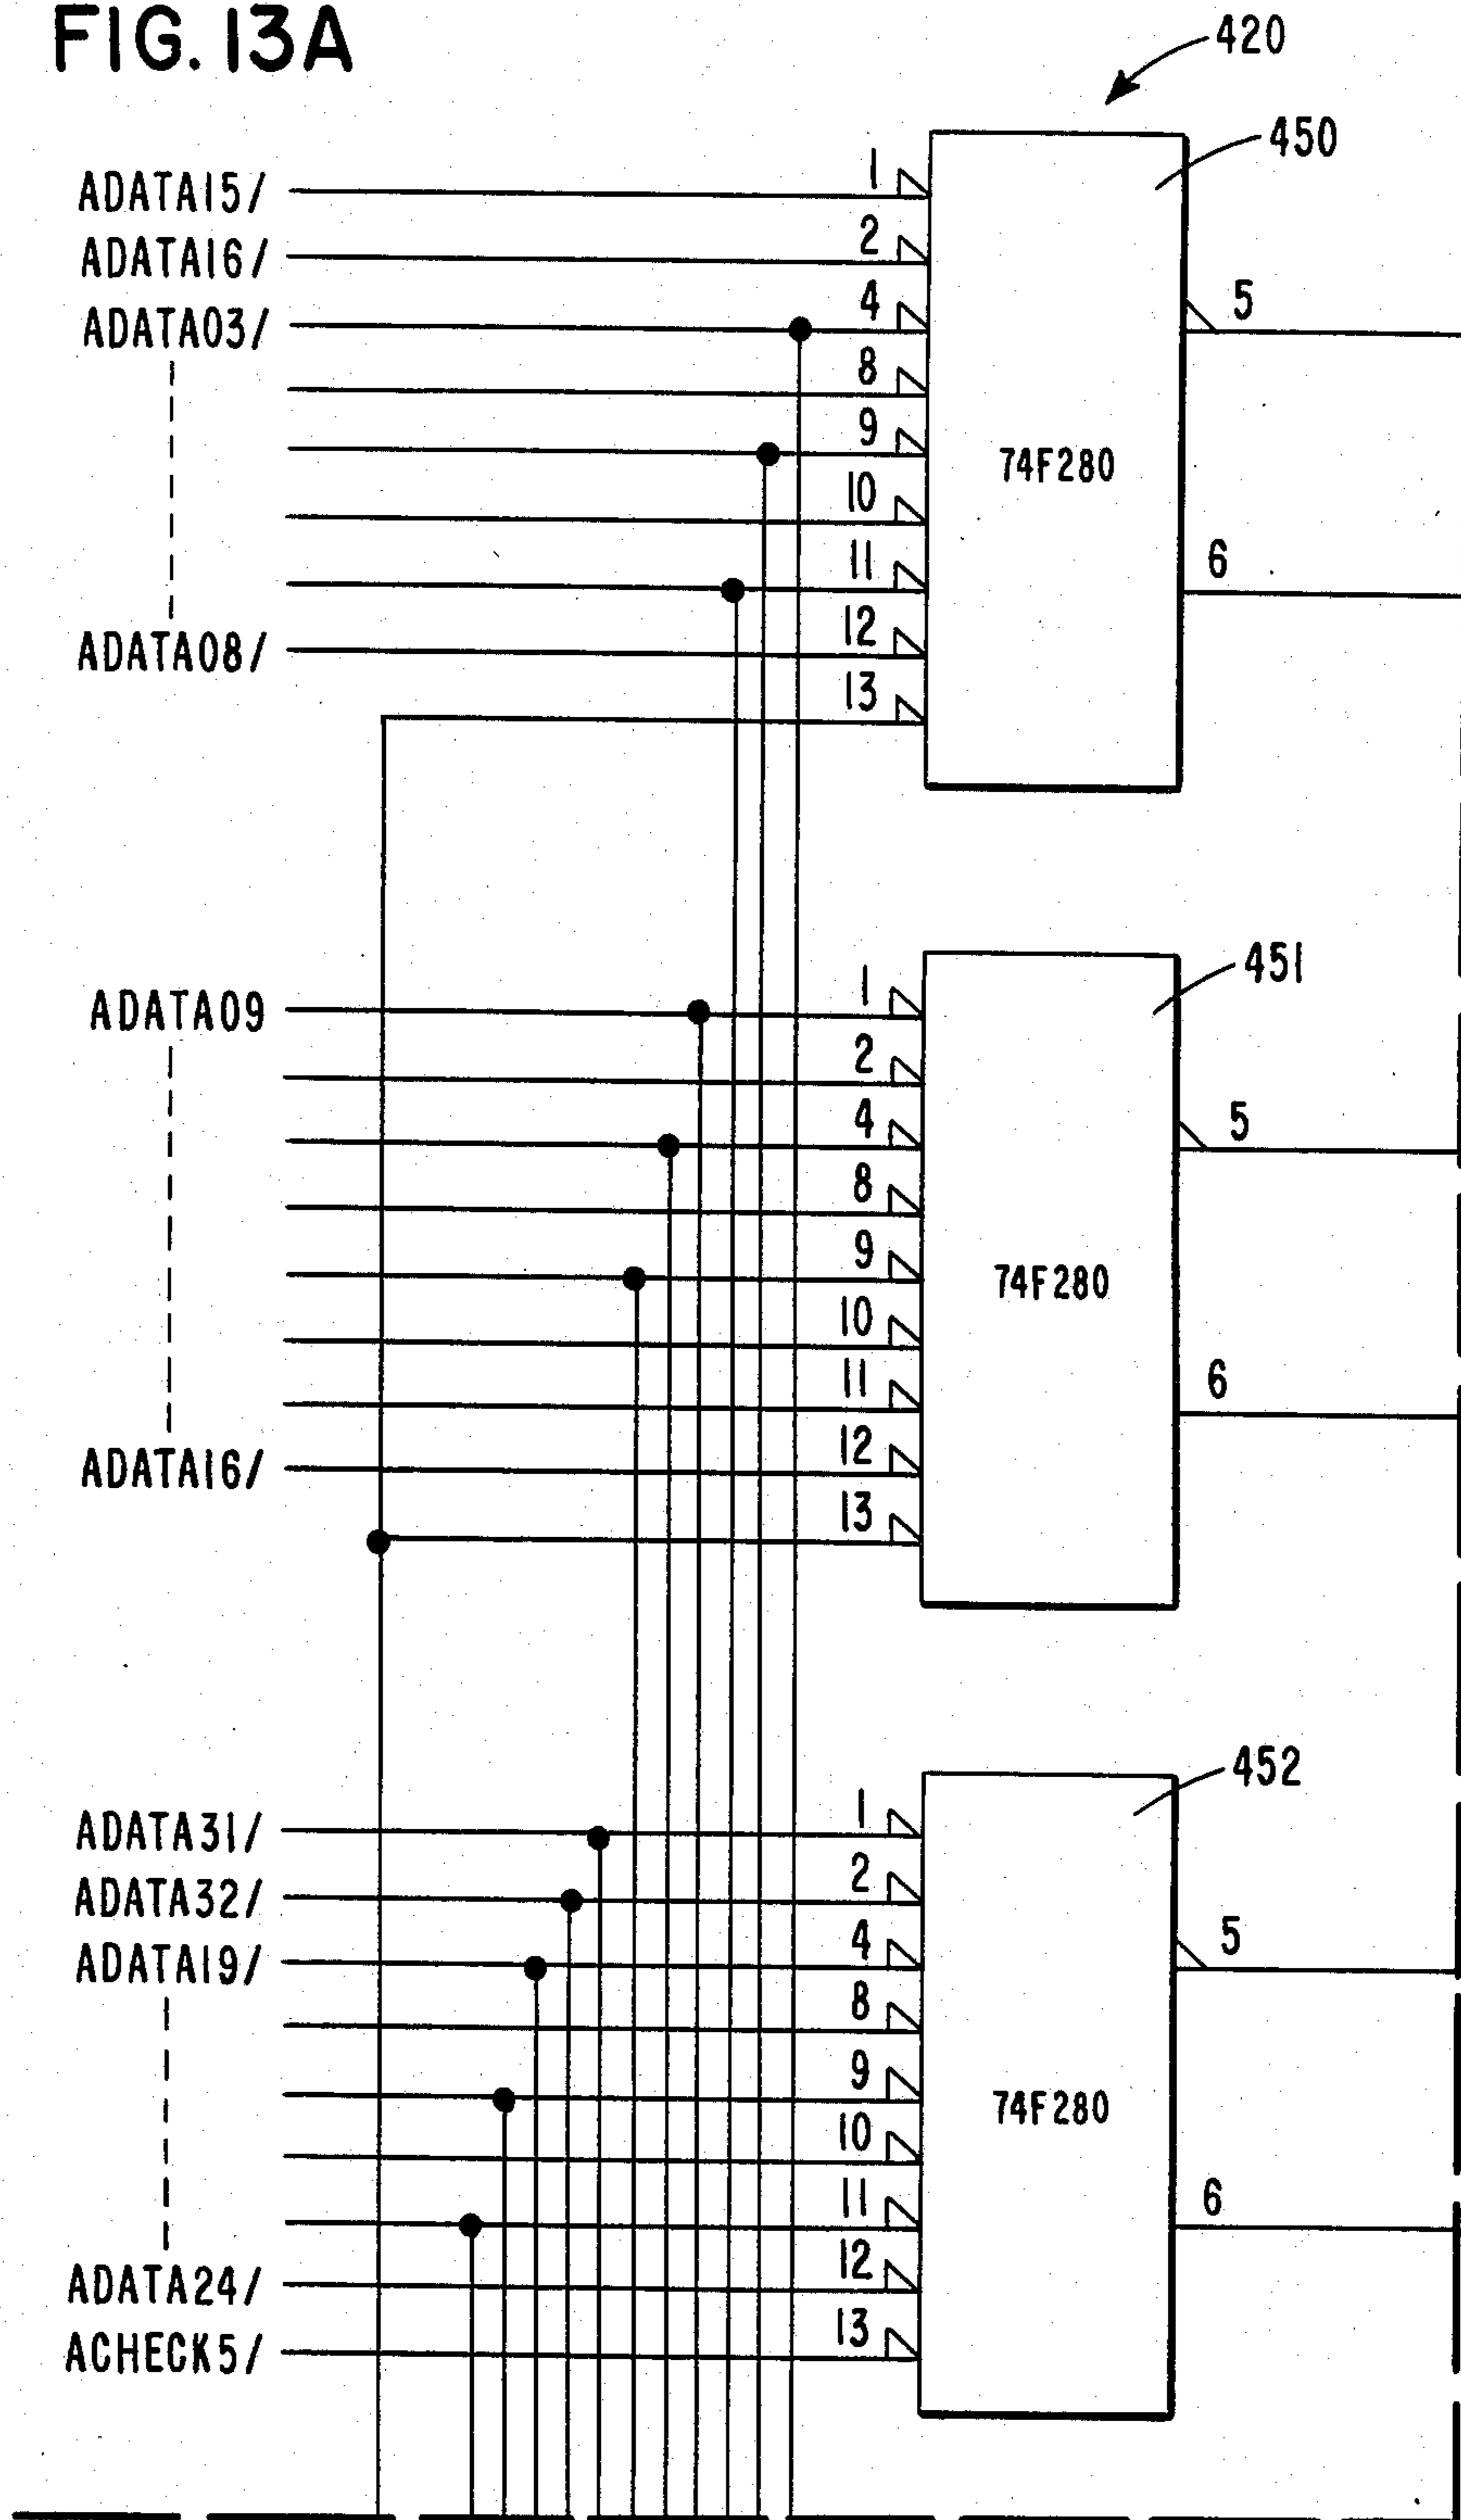 FIG. 13A
420
450
ADATA15/ 1
ADATA16/ 2
ADATA03/ 4
5
8
9
74F280
10
11
6
ADATA08/ 12
13
451
ADATA09 1
2
4
5
8
9
74F280
10
11
6
ADATA16/ 12
13
452
ADATA31/ 1
ADATA32/ 2
ADATA19/ 4
5
8
9
74F280
10
11
6
ADATA24/ 12
ACHECK5/ 13